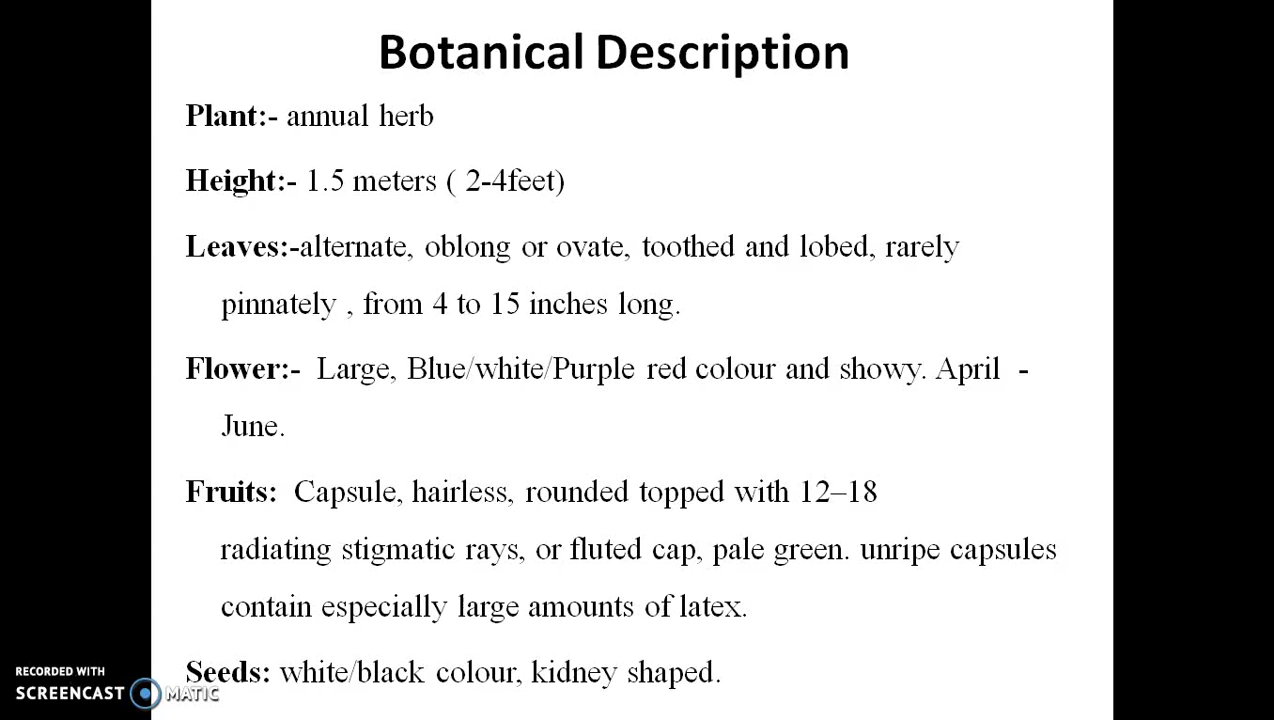 Botanical Description
Plant:- annual herb
Height:- 1.5 meters ( 2-4feet)
Leaves:-alternate, oblong or ovate, toothed and lobed, rarely
pinnately , from 4 to 15 inches long.
Flower:- Large, Blue/white/Purple red colour and showy. April -
June.
Fruits: Capsule, hairless, rounded topped with 12–18
radiating stigmatic rays, or fluted cap, pale green. unripe capsules
contain especially large amounts of latex.
Seeds: white/black colour, kidney shaped.
RECORDED WITH
SCREENCAST MATIC